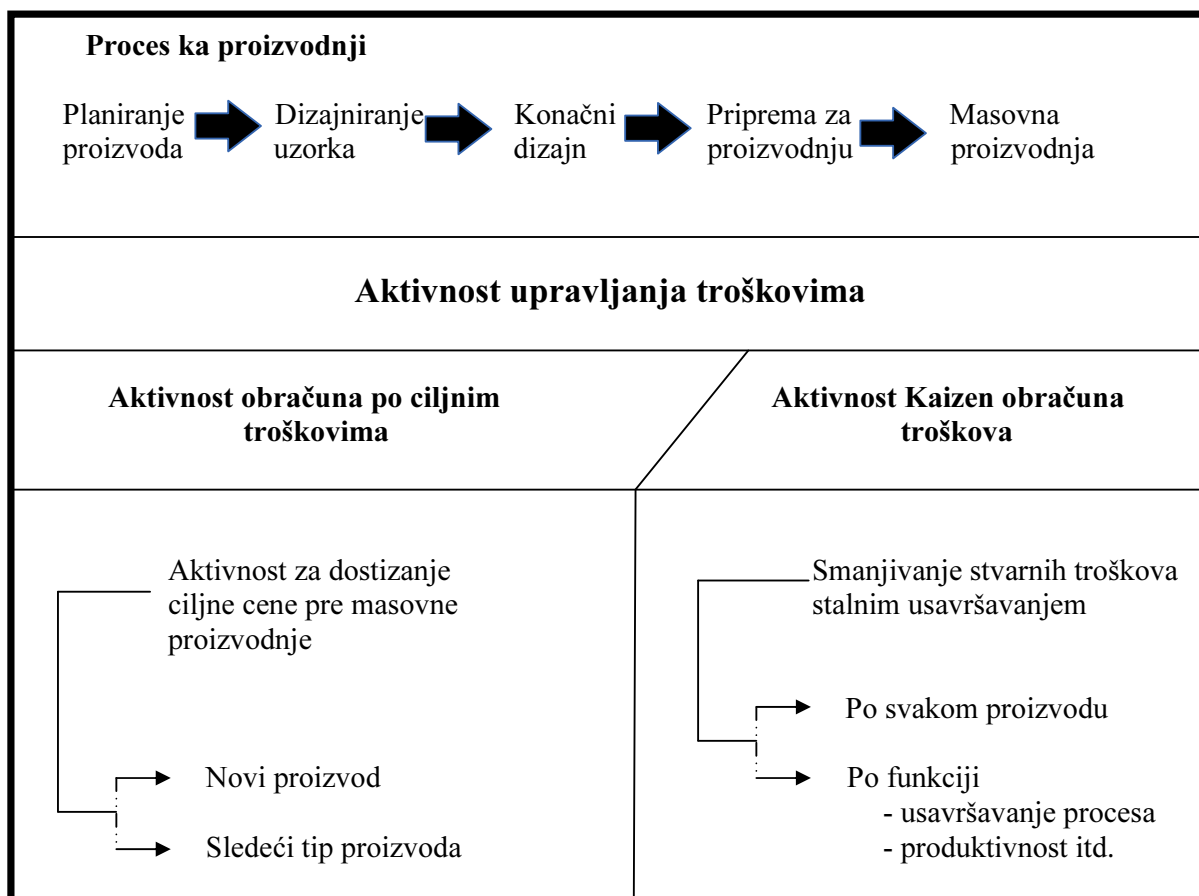 Proces ka proizvodnji
Planiranje
proizvoda
Dizajniranje
uzorka
Konačni
dizajn
Priprema za
proizvodnju
Masovna
proizvodnja
Aktivnost upravljanja troškovima
Aktivnost obračuna po ciljnim
troškovima
Aktivnost Kaizen obračuna
troškova
Aktivnost za dostizanje
ciljne cene pre masovne
proizvodnje
Novi proizvod
Sledeći tip proizvoda
Smanjivanje stvarnih troškova
stalnim usavršavanjem
Po svakom proizvodu
Po funkciji
- usavršavanje procesa
- produktivnost itd.